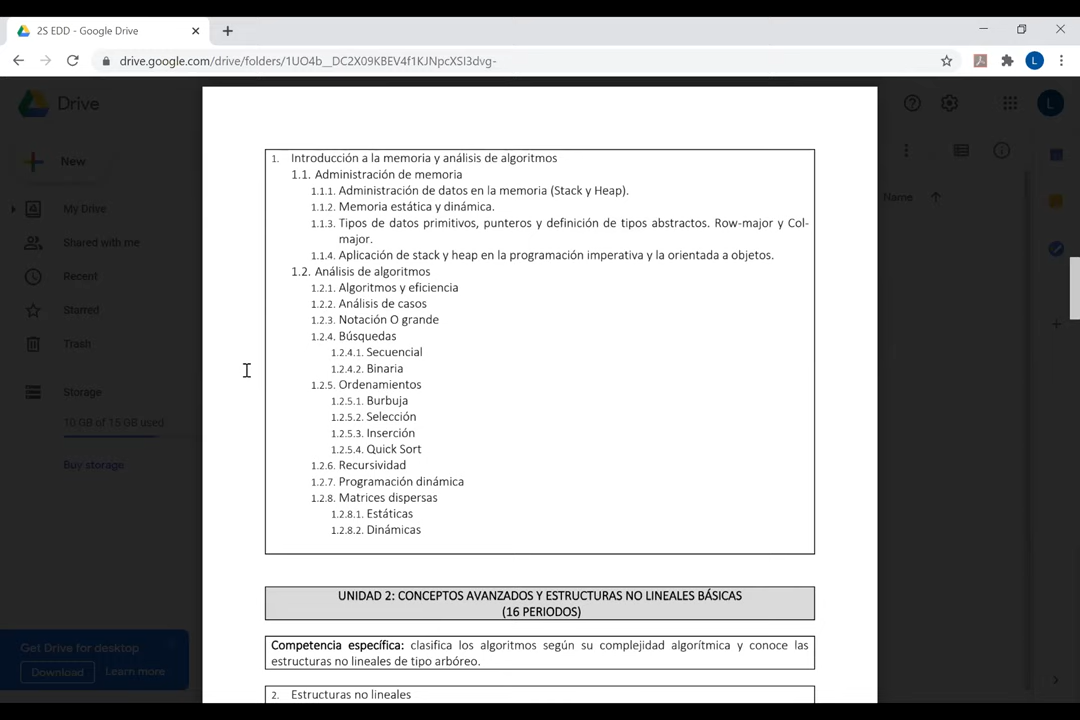 2S EDD - Google Drive
drive.google.com/drive/folders/1UO4b__DC2X09KBEV4f1KJNpcXSI3dvg-
L
Drive
L
New
My Drive
Shared with me
Recent
Starred
Trash
Storage
10 GB of 15 GB used
Buy storage
Name
1. Introducción a la memoria y análisis de algoritmos
1.1. Administración de memoria
1.1.1. Administración de datos en la memoria (Stack y Heap).
1.1.2. Memoria estática y dinámica.
1.1.3. Tipos de datos primitivos, punteros y definición de tipos abstractos. Row-major y Col-
major.
1.1.4. Aplicación de stack y heap en la programación imperativa y la orientada a objetos.
1.2. Análisis de algoritmos
1.2.1. Algoritmos y eficiencia
1.2.2. Análisis de casos
1.2.3. Notación O grande
1.2.4. Búsquedas
1.2.4.1. Secuencial
1.2.4.2. Binaria
1.2.5. Ordenamientos
1.2.5.1. Burbuja
1.2.5.2. Selección
1.2.5.3. Inserción
1.2.5.4. Quick Sort
1.2.6. Recursividad
1.2.7. Programación dinámica
1.2.8. Matrices dispersas
1.2.8.1. Estáticas
1.2.8.2. Dinámicas
UNIDAD 2: CONCEPTOS AVANZADOS Y ESTRUCTURAS NO LINEALES BÁSICAS
(16 PERIODOS)
Competencia específica: clasifica los algoritmos según su complejidad algorítmica y conoce las
estructuras no lineales de tipo arbóreo.
2. Estructuras no lineales
Get Drive for desktop
Download
Learn more